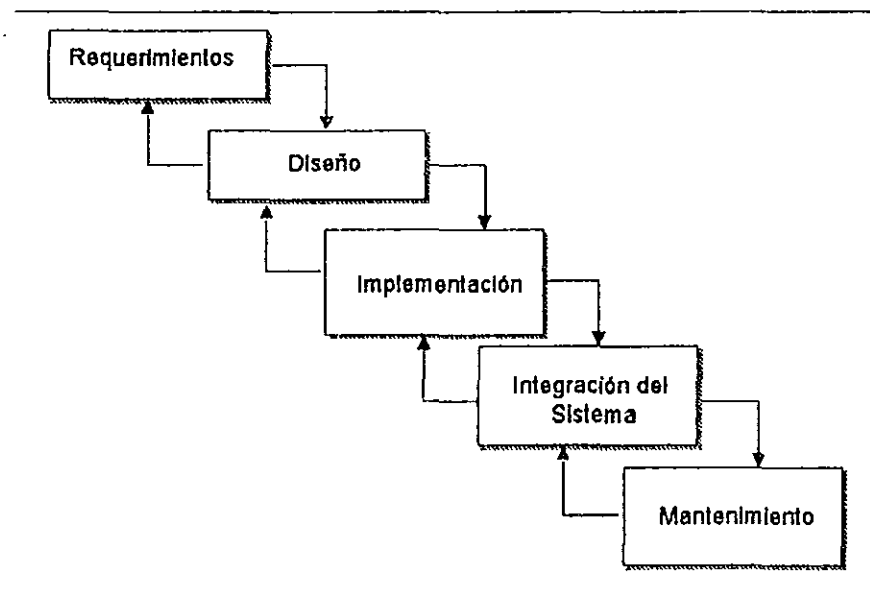 Requerimientos
Diseño
Implementación
Integración del
Sistema
Mantenimiento